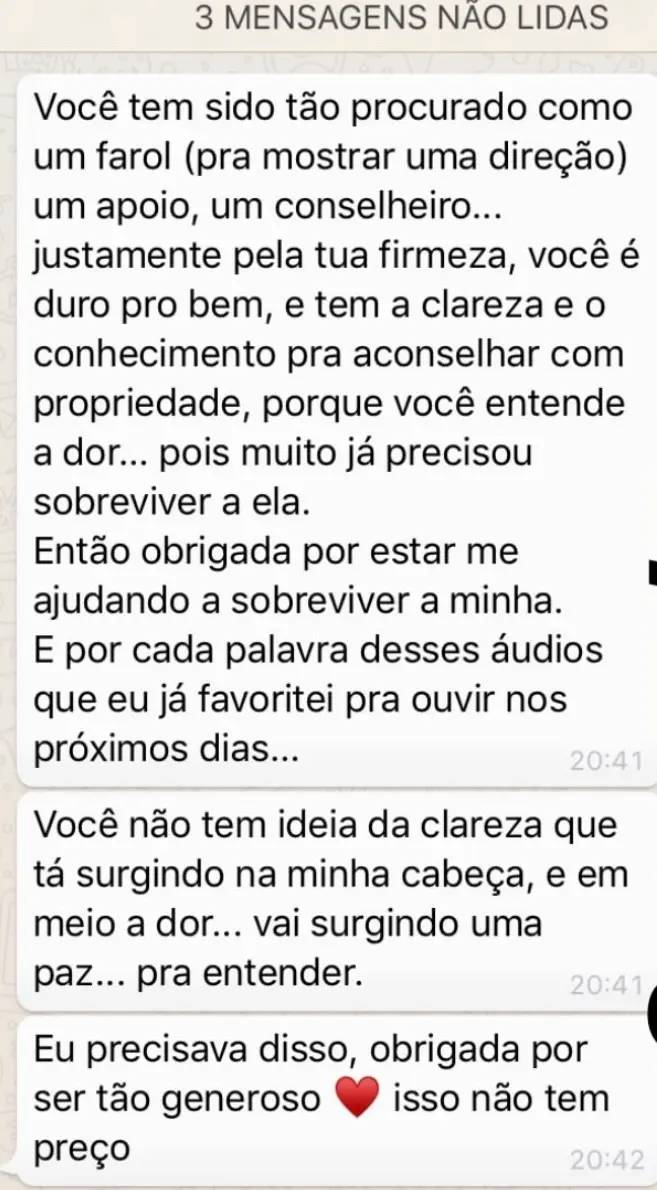 3 MENSAGENS NÃO LIDAS
Você tem sido tão procurado como
um farol (pra mostrar uma direção)
um apoio, um conselheiro...
justamente pela tua firmeza, você é
duro pro bem, e tem a clareza e o
conhecimento pra aconselhar com
propriedade, porque você entende
a dor... pois muito já precisou
sobreviver a ela.
Então obrigada por estar me
ajudando a sobreviver a minha.
E por cada palavra desses áudios
que eu já favoritei pra ouvir nos
próximos dias...
20:41
Você não tem ideia da clareza que
tá surgindo na minha cabeça, e em
meio a dor... vai surgindo uma
paz... pra entender.
20:41
Eu precisava disso, obrigada por
ser tão generoso ❤️ isso não tem
preço
20:42